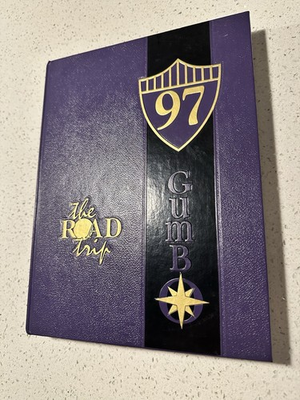 97
GumBO
the
ROAD
trip